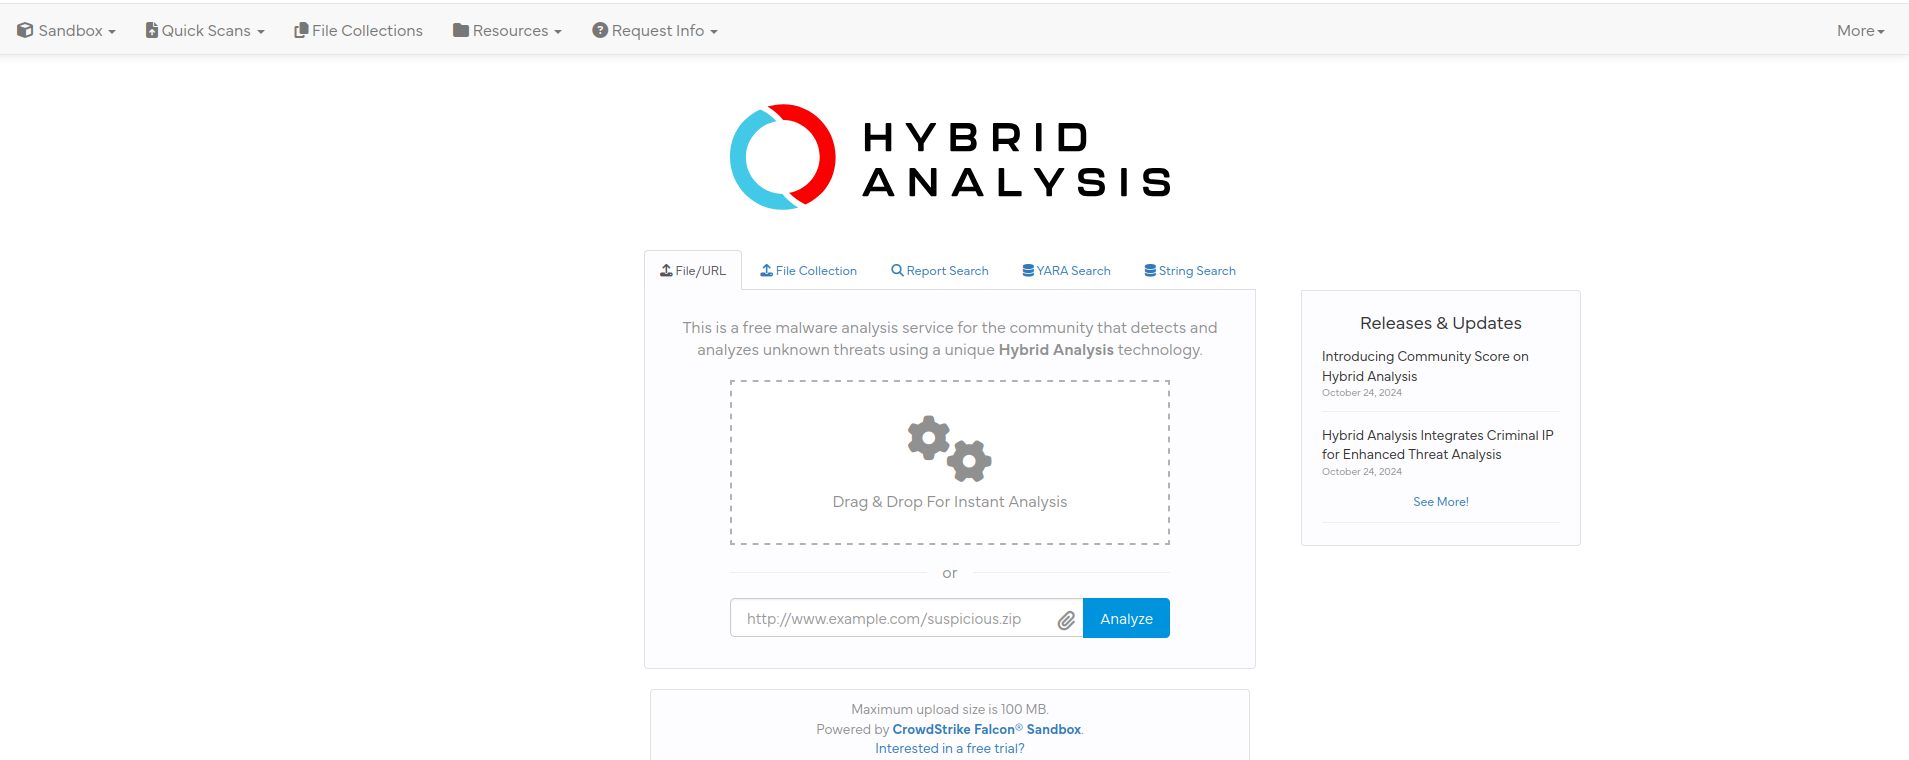 Sandbox
Quick Scans
File Collections
Resources
Request Info
More
HYBRID
ANALYSIS
File/URL
File Collection
Report Search
YARA Search
String Search
This is a free malware analysis service for the community that detects and
analyzes unknown threats using a unique Hybrid Analysis technology.
Drag & Drop For Instant Analysis
or
http://www.example.com/suspicious.zip
Analyze
Maximum upload size is 100 MB.
Powered by CrowdStrike Falcon® Sandbox.
Interested in a free trial?
Releases & Updates
Introducing Community Score on
Hybrid Analysis
October 24, 2024
Hybrid Analysis Integrates Criminal IP
for Enhanced Threat Analysis
October 24, 2024
See More!